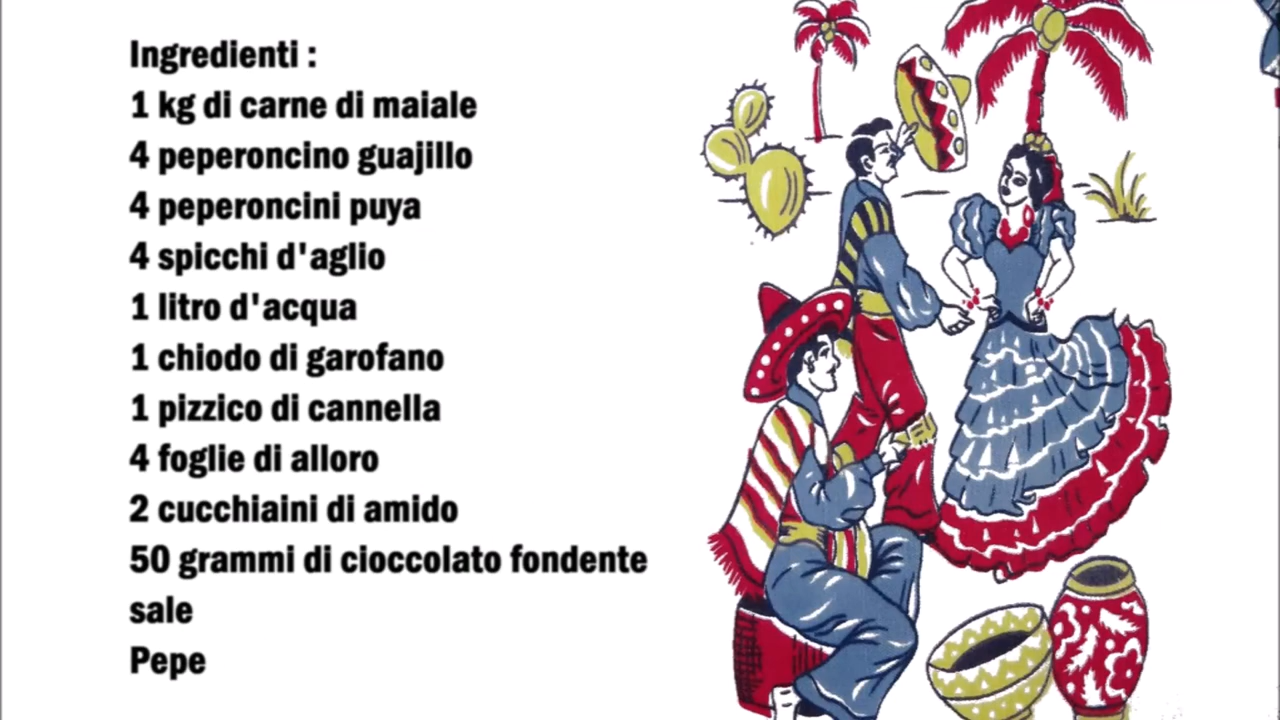 Ingredienti :
1 kg di carne di maiale
4 peperoncino guajillo
4 peperoncini puya
4 spicchi d'aglio
1 litro d'acqua
1 chiodo di garofano
1 pizzico di cannella
4 foglie di alloro
2 cucchiaini di amido
50 grammi di cioccolato fondente
sale
Pepe